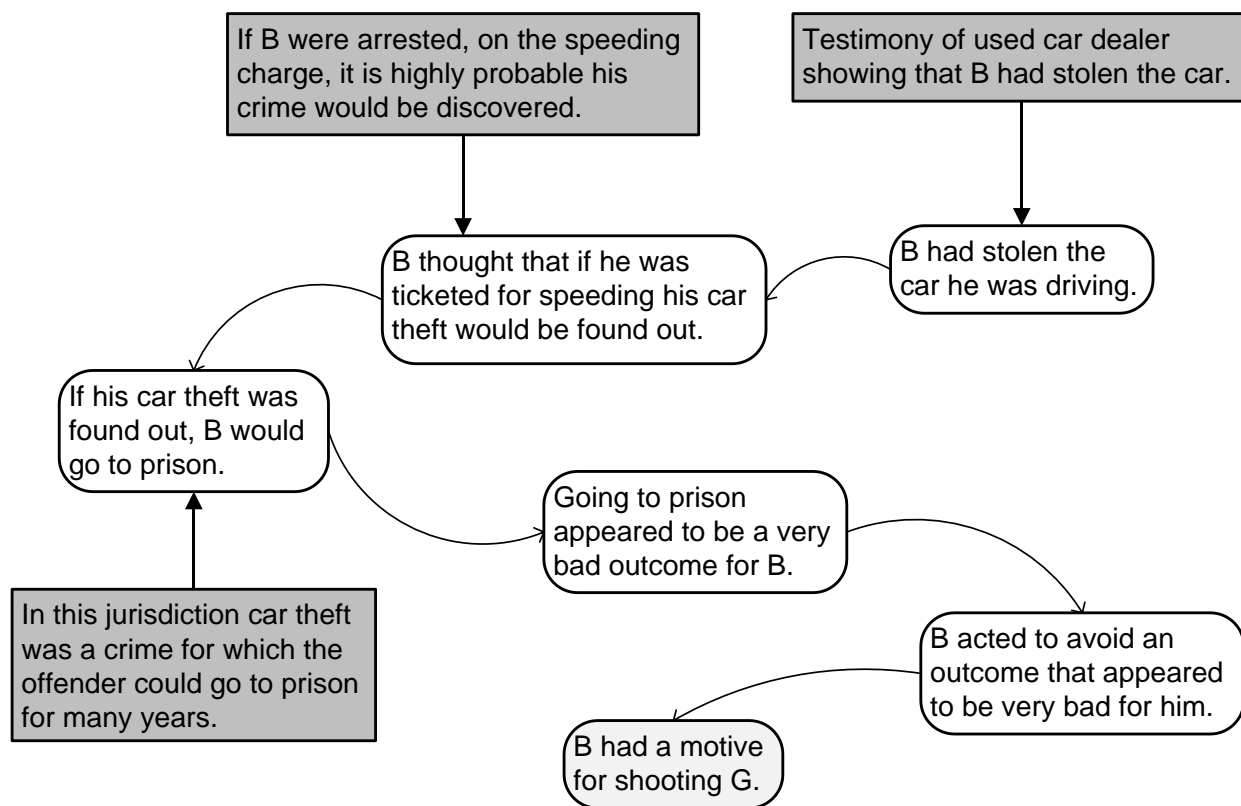 If B were arrested, on the speeding
charge, it is highly probable his
crime would be discovered.
Testimony of used car dealer
showing that B had stolen the car.
B thought that if he was
ticketed for speeding his car
theft would be found out.
B had stolen the
car he was driving.
If his car theft was
found out, B would
go to prison.
Going to prison
appeared to be a very
bad outcome for B.
In this jurisdiction car theft
was a crime for which the
offender could go to prison
for many years.
B acted to avoid an
outcome that appeared
to be very bad for him.
B had a motive
for shooting G.